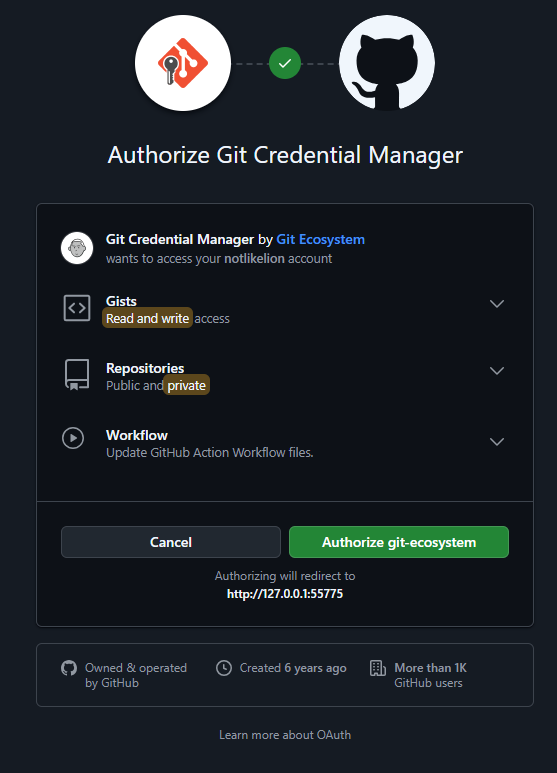 Authorize Git Credential Manager
Git Credential Manager by Git Ecosystem
wants to access your notlikelion account
Gists
Read and write access
Repositories
Public and private
Workflow
Update GitHub Action Workflow files.
Cancel
Authorize git-ecosystem
Authorizing will redirect to
http://127.0.0.1:55775
Owned & operated
by GitHub
Created 6 years ago
More than 1K
GitHub users
Learn more about OAuth